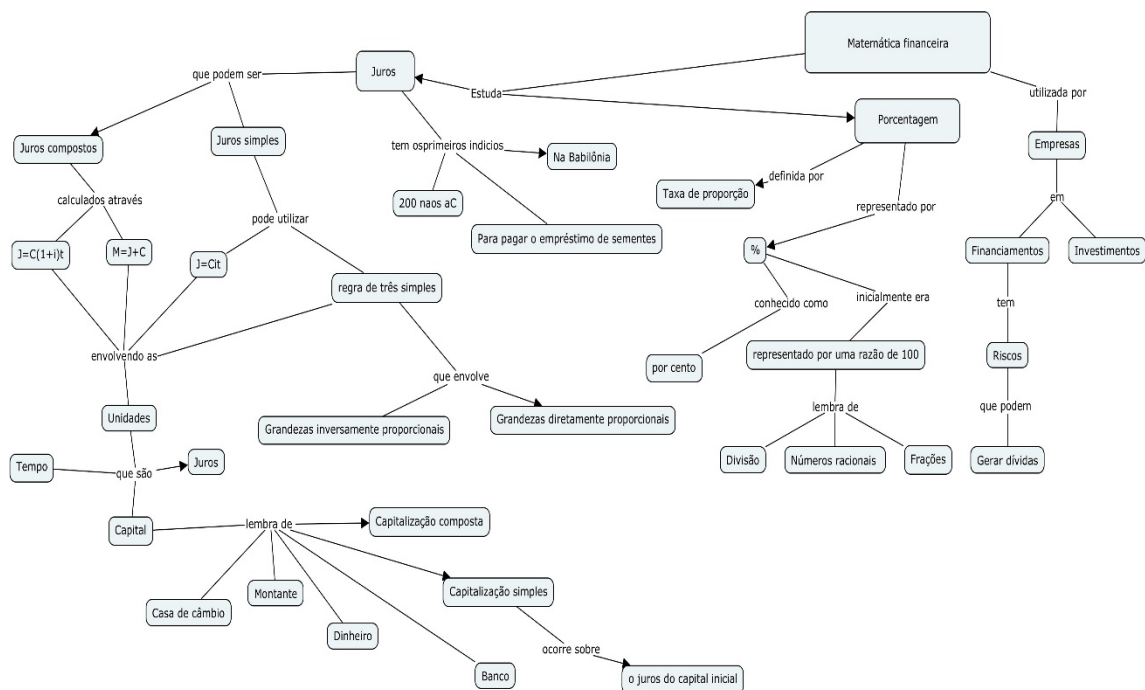 Matemática financeira
que podem ser
Juros
Estuda
utilizada por
Juros compostos
Juros simples
tem osprimeiros indicios
Na Babilônia
Porcentagem
Empresas
definida por
Taxa de proporção
calculados através
200 naos aC
representado por
em
pode utilizar
Para pagar o empréstimo de sementes
J=C(1+i)t
M=J+C
J=Cit
%
Financiamentos
Investimentos
regra de três simples
conhecido como
inicialmente era
tem
envolvendo as
por cento
representado por uma razão de 100
Riscos
que envolve
que podem
Unidades
Grandezas inversamente proporcionais
Grandezas diretamente proporcionais
lembra de
Tempo
que são
Juros
Divisão
Números racionais
Frações
Gerar dívidas
Capital
lembra de
Capitalização composta
Casa de câmbio
Montante
Capitalização simples
Dinheiro
ocorre sobre
Banco
o juros do capital inicial